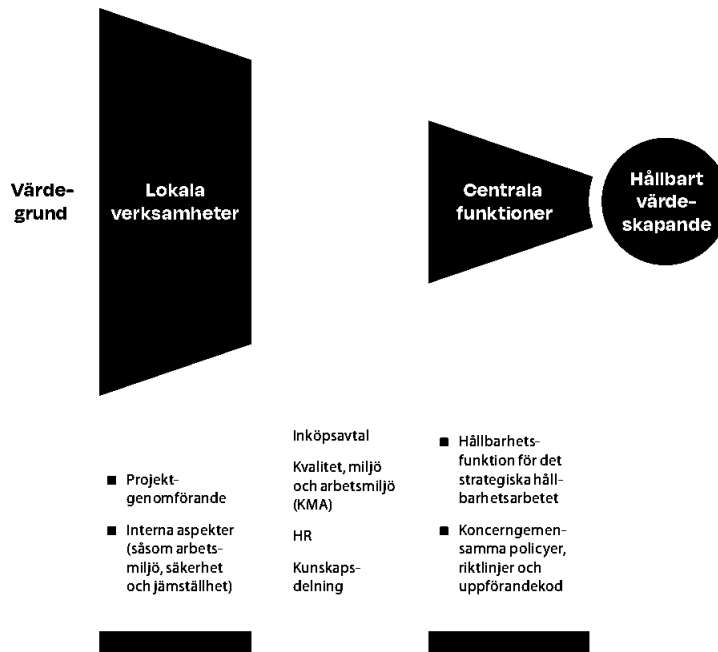 Värde-
grund
Lokala
verksamheter
Centrala
funktioner
Hållbart
värde-
skapande
■ Projekt-
genomförande
■ Interna aspekter
(såsom arbets-
miljö, säkerhet
och jämställhet)
Inköpsavtal
Kvalitet, miljö
och arbetsmiljö
(KMA)
HR
Kunskaps-
delning
■ Hållbarhets-
funktion för det
strategiska håll-
barhetsarbetet
■ Koncerngemen-
samma policyer,
riktlinjer och
uppförandekod